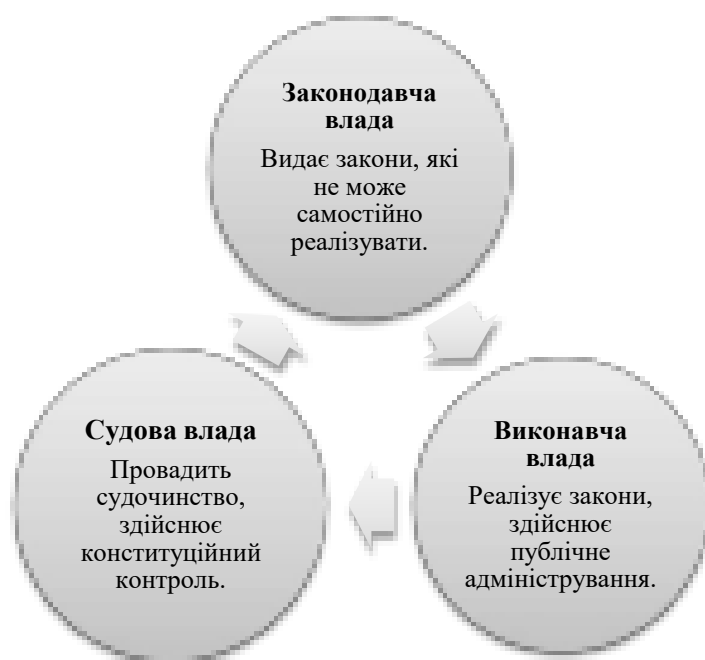 Законодавча
влада
Видає закони, які
не може
самостійно
реалізувати.
Судова влада
Провадить
судочинство,
здійснює
конституційний
контроль.
Виконавча
влада
Реалізує закони,
здійснює
публічне
адміністрування.